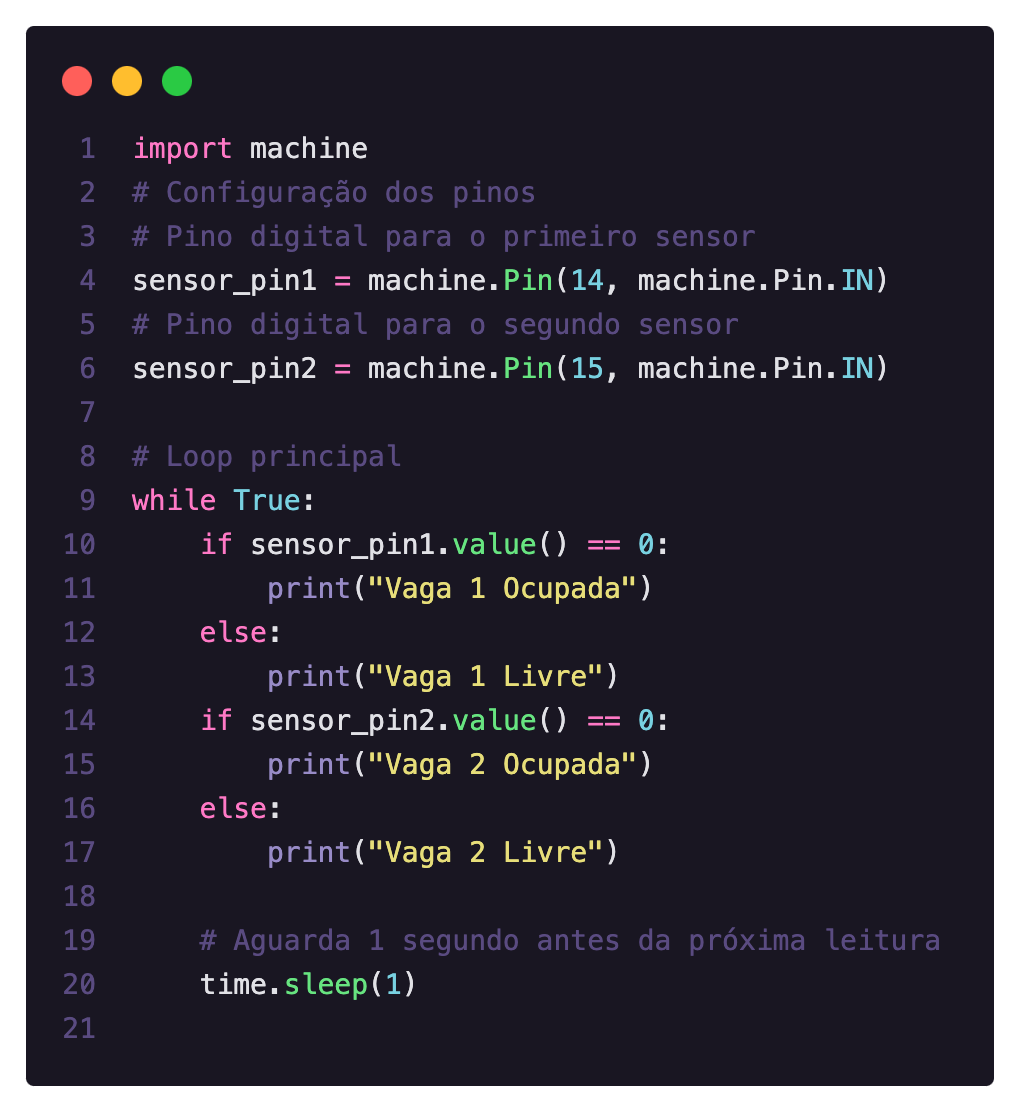 1 import machine
2 # Configuração dos pinos
3 # Pino digital para o primeiro sensor
4 sensor_pin1 = machine.Pin(14, machine.Pin.IN)
5 # Pino digital para o segundo sensor
6 sensor_pin2 = machine.Pin(15, machine.Pin.IN)
7
8 # Loop principal
9 while True:
10     if sensor_pin1.value() == 0:
11         print("Vaga 1 Ocupada")
12     else:
13         print("Vaga 1 Livre")
14     if sensor_pin2.value() == 0:
15         print("Vaga 2 Ocupada")
16     else:
17         print("Vaga 2 Livre")
18
19     # Aguarda 1 segundo antes da próxima leitura
20     time.sleep(1)
21